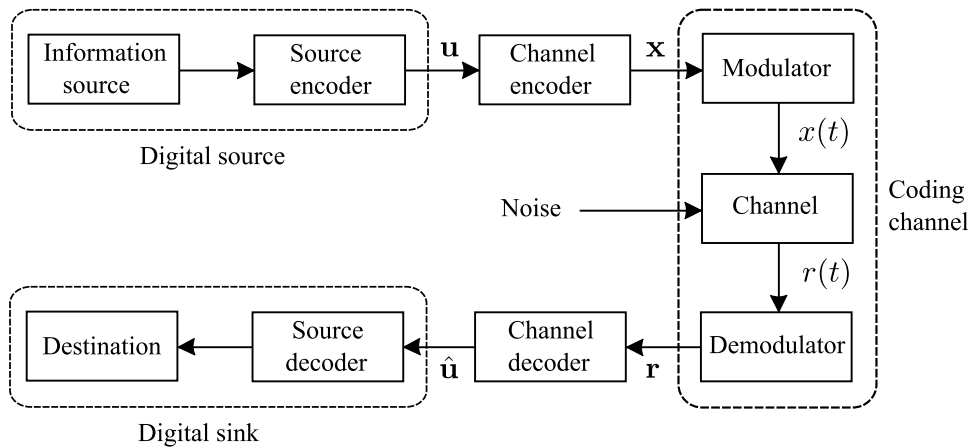 Information
source
Source
encoder
u
Channel
encoder
x
Modulator
Digital source
x(t)
Coding
channel
Noise
Channel
r(t)
Destination
Source
decoder
û
Channel
decoder
r
Demodulator
Digital sink